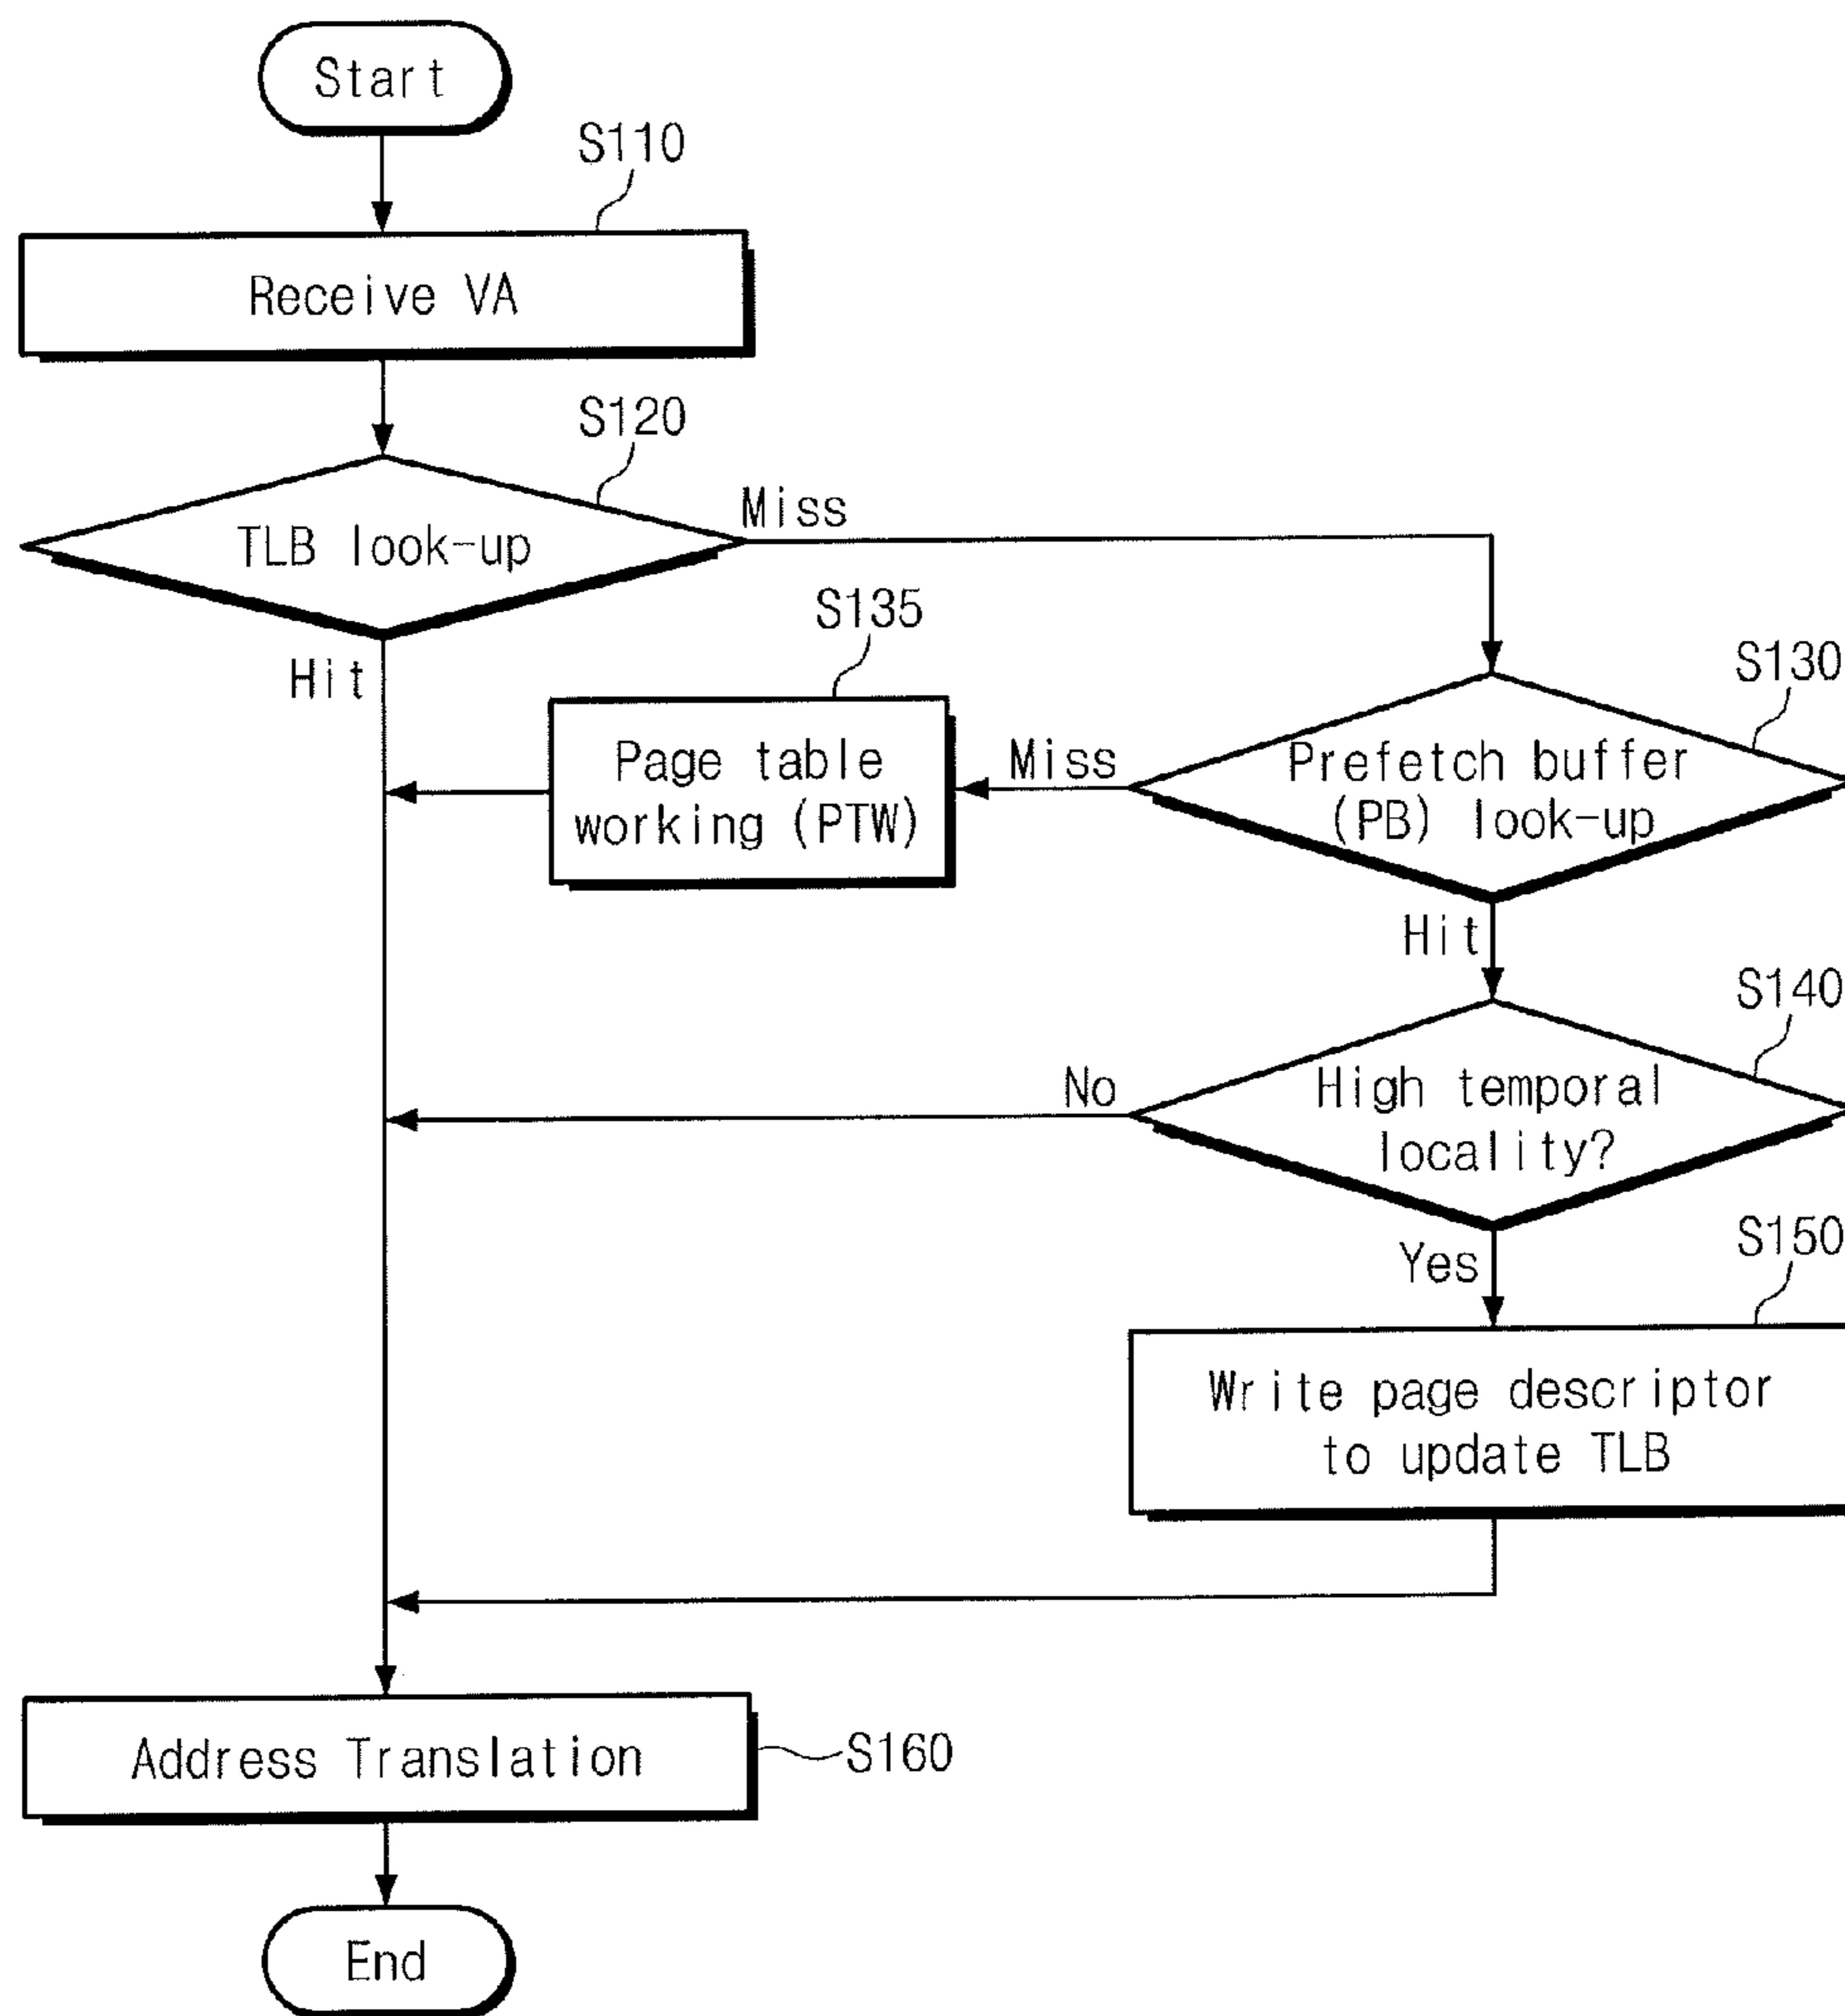 Start
S110
Receive VA
S120
TLB look-up
Miss
Hit
S135
Page table
working (PTW)
Miss
S130
Prefetch buffer
(PB) look-up
Hit
S140
No
High temporal
locality?
Yes
S150
Write page descriptor
to update TLB
Address Translation
S160
End